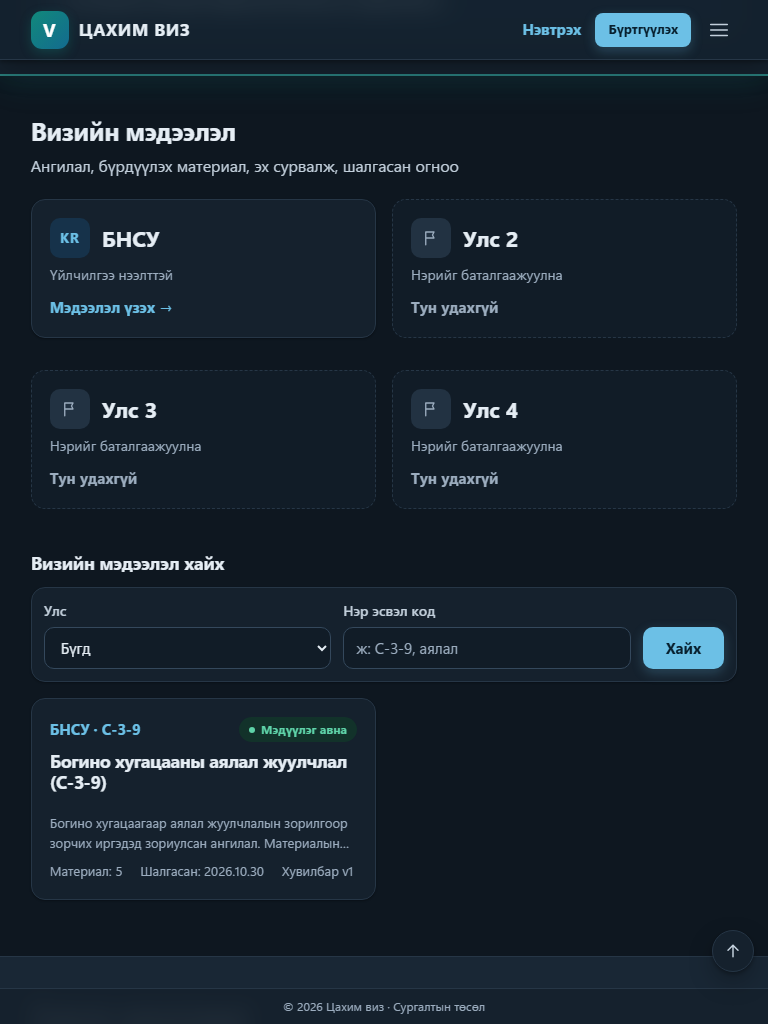 V ЦАХИМ ВИЗ
Нэвтрэх
Бүртгүүлэх
Визийн мэдээлэл
Ангилал, бүрдүүлэх материал, эх сурвалж, шалгасан огноо
KR БНСУ
Үйлчилгээ нээлттэй
Мэдээлэл үзэх →
Улс 2
Нэрийг баталгаажуулна
Тун удахгүй
Улс 3
Нэрийг баталгаажуулна
Тун удахгүй
Улс 4
Нэрийг баталгаажуулна
Тун удахгүй
Визийн мэдээлэл хайх
Улс
Бүгд
Нэр эсвэл код
ж: C-3-9, аялал
Хайх
БНСУ · C-3-9
Мэдүүлэг авна
Богино хугацааны аялал жуулчлал
(C-3-9)
Богино хугацаагаар аялал жуулчлалын зорилгоор
зорчих иргэдэд зориулсан ангилал. Материалын...
Материал: 5 Шалгасан: 2026.10.30 Хувилбар v1
© 2026 Цахим виз · Сургалтын төсөл